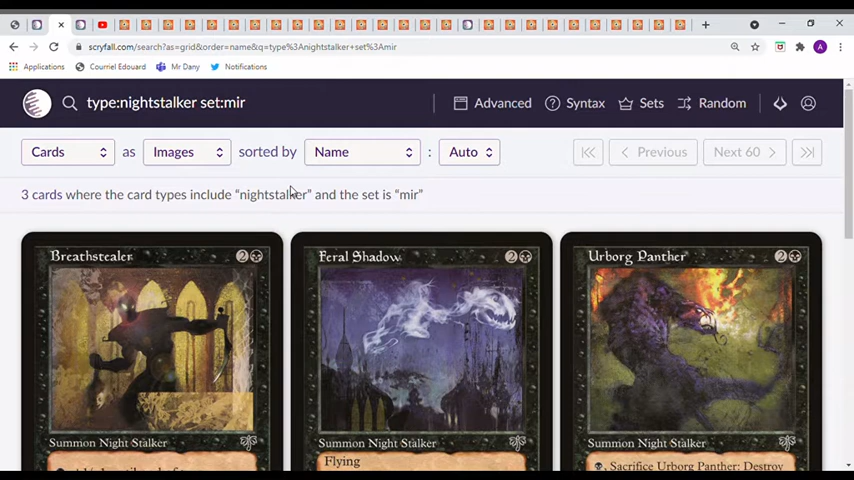 scryfall.com/search?as=grid&order=name&q=type%3Anightstalker+set%3Amir
A
Applications
Courriel Edouard
Mr Dany
Notifications
type:nightstalker set:mir
Advanced
Syntax
Sets
Random
Cards
as
Images
sorted by
Name
:
Auto
Previous
Next 60
3 cards where the card types include “nightstalker” and the set is “mir”
Breathstealer 2
Feral Shadow 2
Urborg Panther 2
Summon Night Stalker
Summon Night Stalker
Summon Night Stalker
Flying
, Sacrifice Urborg Panther: Destroy